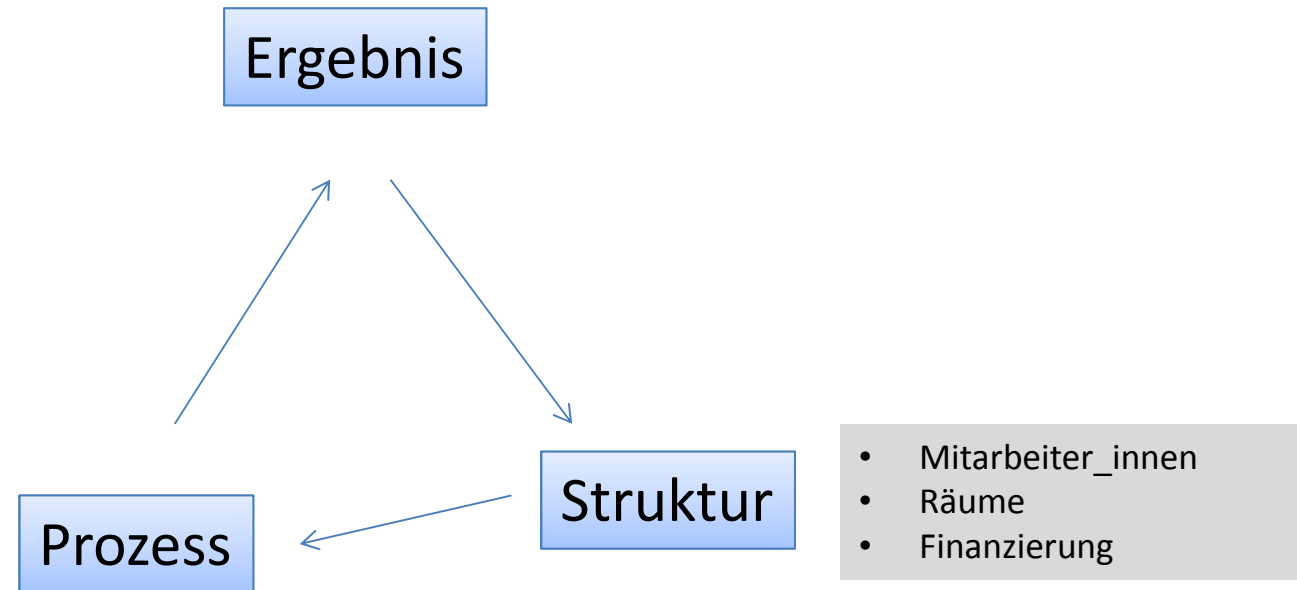 Ergebnis
Struktur
• Mitarbeiter_innen
• Räume
• Finanzierung
Prozess